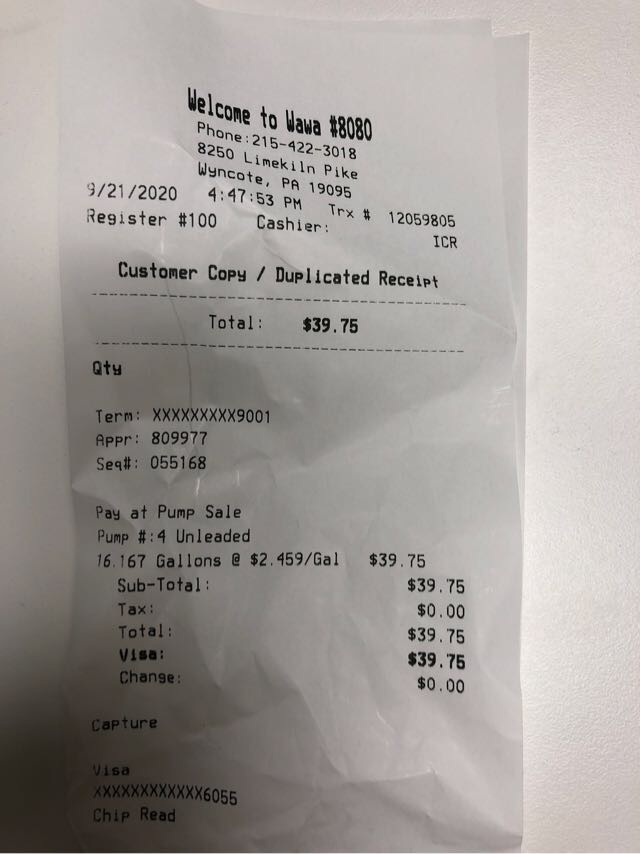 Welcome to Wawa #8080
Phone:215-422-3018
8250 Limekiln Pike
Wyncote, PA 19095
9/21/2020 4:47:53 PM Trx # 12059805
Register #100 Cashier: ICR
Customer Copy / Duplicated Receipt
Total: $39.75
Qty
Term: XXXXXXXXX9001
Appr: 809977
Seq#: 055168
Pay at Pump Sale
Pump #:4 Unleaded
16.167 Gallons @ $2.459/Gal $39.75
Sub-Total: $39.75
Tax: $0.00
Total: $39.75
Visa: $39.75
Change: $0.00
Capture
Visa
XXXXXXXXXXXX6055
Chip Read